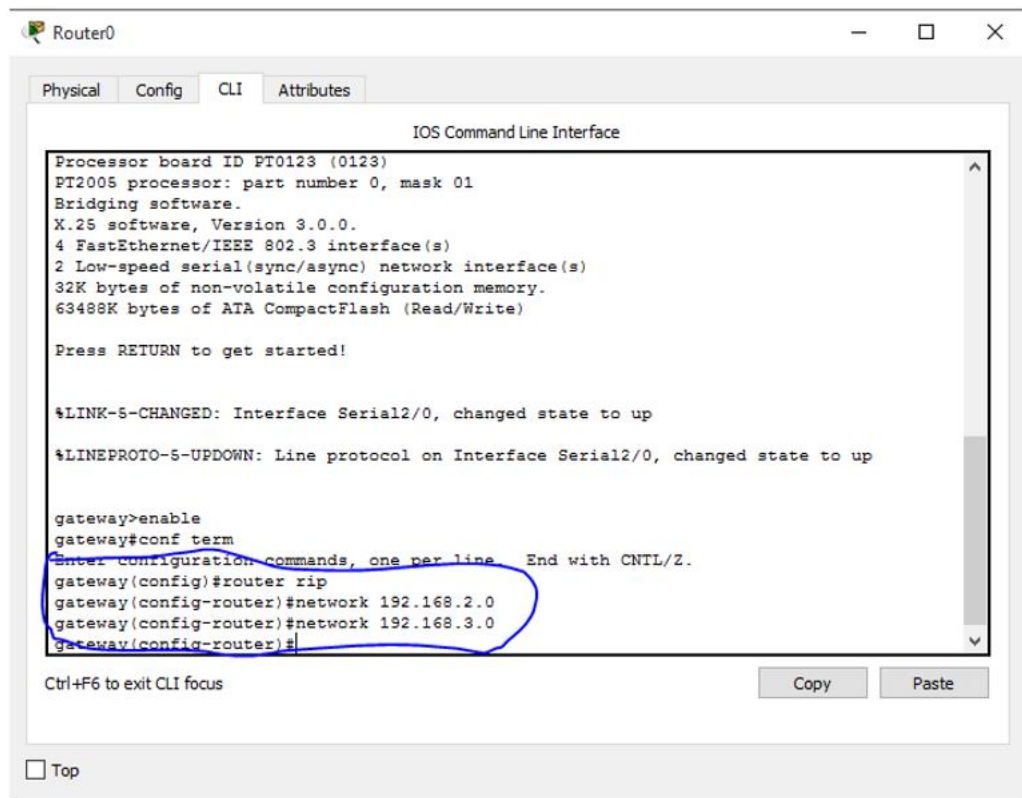 Router0
Physical Config CLI Attributes
IOS Command Line Interface
Processor board ID PT0123 (0123)
PT2005 processor: part number 0, mask 01
Bridging software.
X.25 software, Version 3.0.0.
4 FastEthernet/IEEE 802.3 interface(s)
2 Low-speed serial(sync/async) network interface(s)
32K bytes of non-volatile configuration memory.
63488K bytes of ATA CompactFlash (Read/Write)
Press RETURN to get started!
%LINK-5-CHANGED: Interface Serial2/0, changed state to up
%LINEPROTO-5-UPDOWN: Line protocol on Interface Serial2/0, changed state to up
gateway>enable
gateway#conf term
Enter configuration commands, one per line.  End with CNTL/Z.
gateway(config)#router rip
gateway(config-router)#network 192.168.2.0
gateway(config-router)#network 192.168.3.0
gateway(config-router)#
Ctrl+F6 to exit CLI focus
Copy Paste
Top